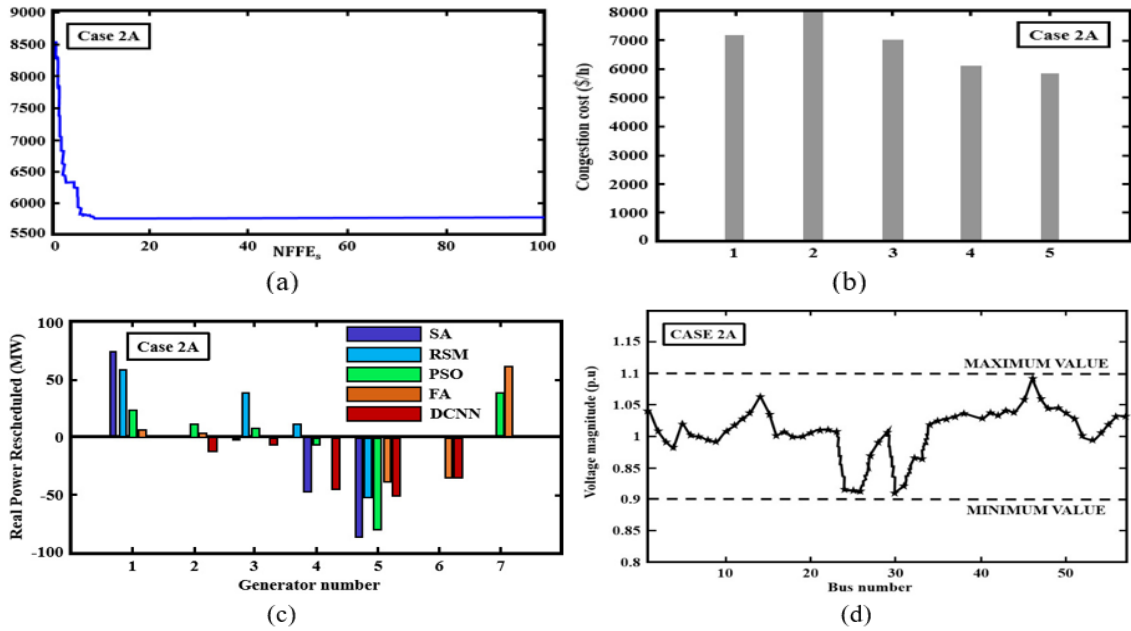 9000
8500
8000
7500
7000
6500
6000
5500
Case 2A
0 20 40 60 80 100
NFFEs
(a)
Congestion cost ($/h)
8000
7000
6000
5000
4000
3000
2000
1000
0
Case 2A
1 2 3 4 5
(b)
Real Power Rescheduled (MW)
100
50
0
-50
-100
Case 2A
SA
RSM
PSO
FA
DCNN
1 2 3 4 5 6 7
Generator number
(c)
Voltage magnitude (p.u)
1.15
1.1
1.05
1
0.85
0.9
0.85
0.8
CASE 2A
MAXIMUM VALUE
MINIMUM VALUE
10 20 30 40 50
Bus number
(d)